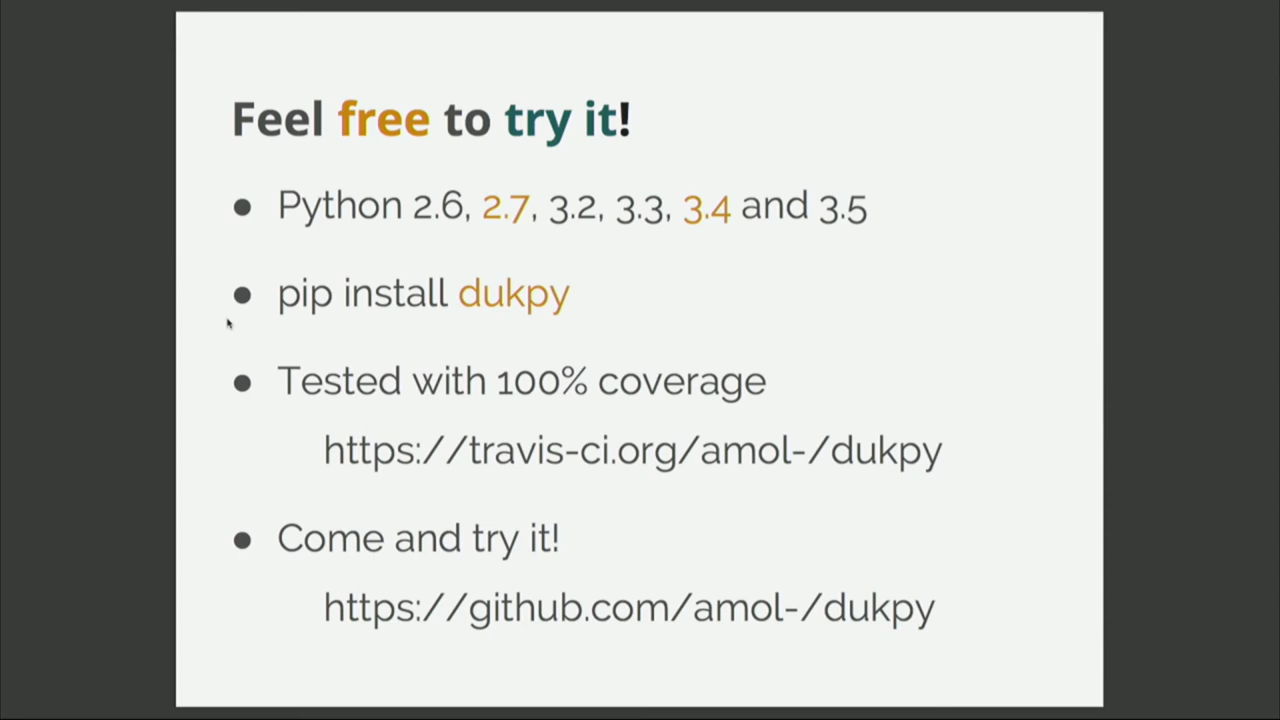 Feel free to try it!
● Python 2.6, 2.7, 3.2, 3.3, 3.4 and 3.5
● pip install dukpy
● Tested with 100% coverage
https://travis-ci.org/amol-/dukpy
● Come and try it!
https://github.com/amol-/dukpy